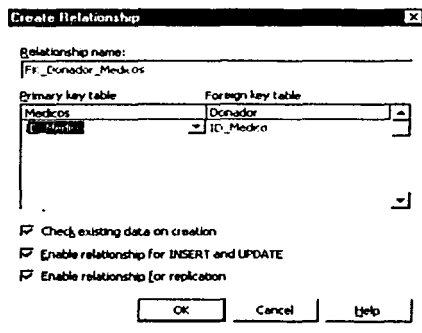 Create Relationship
Relationship name:
FK_Donador_Medicos
Primary key table Foreign key table
Medicos Donador
ID_Medico ID_Medico
Check existing data on creation
Enable relationship for INSERT and UPDATE
Enable relationship for replication
OK Cancel Help